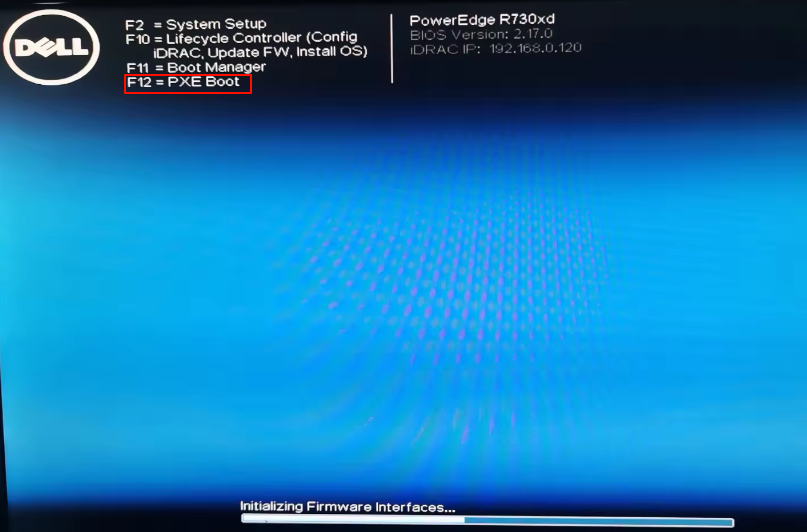 DELL
F2 = System Setup
F10 = Lifecycle Controller (Config
iDRAC, Update FW, Install OS)
F11 = Boot Manager
F12 = PXE Boot
PowerEdge R730xd
BIOS Version: 2.17.0
iDRAC IP: 192.168.0.120
Initializing Firmware Interfaces...